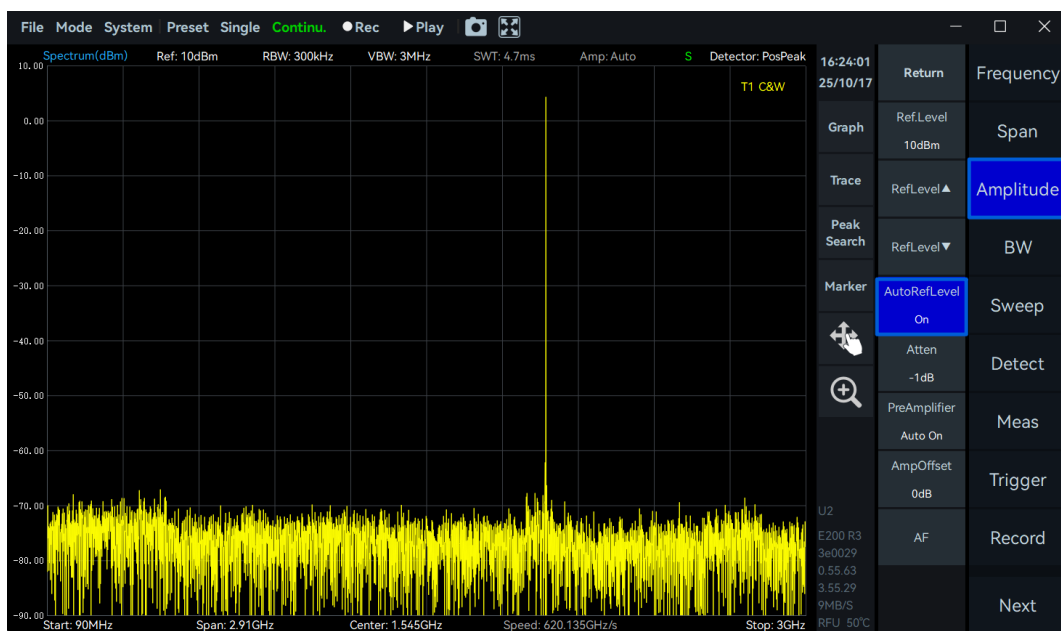 File Mode System Preset Single Continu. Rec Play
Spectrum(dBm) Ref: 10dBm RBW: 300kHz VBW: 3MHz SWT: 4.7ms Amp: Auto S Detector: PosPeak
T1 C&W
10.00
0.00
-10.00
-20.00
-30.00
-40.00
-50.00
-60.00
-70.00
-80.00
-90.00
Start: 90MHz Span: 2.91GHz Center: 1.545GHz Speed: 620.135GHz/s Stop: 3GHz
16:24:01
25/10/17
Graph
Trace
Peak
Search
Marker
U2
E200 R3
3e0029
0.55.63
3.55.29
9MB/S
RFU 50℃
Return
Ref.Level
10dBm
RefLevel▲
RefLevel▼
AutoRefLevel
On
Atten
-1dB
PreAmplifier
Auto On
AmpOffset
0dB
AF
Frequency
Span
Amplitude
BW
Sweep
Detect
Meas
Trigger
Record
Next